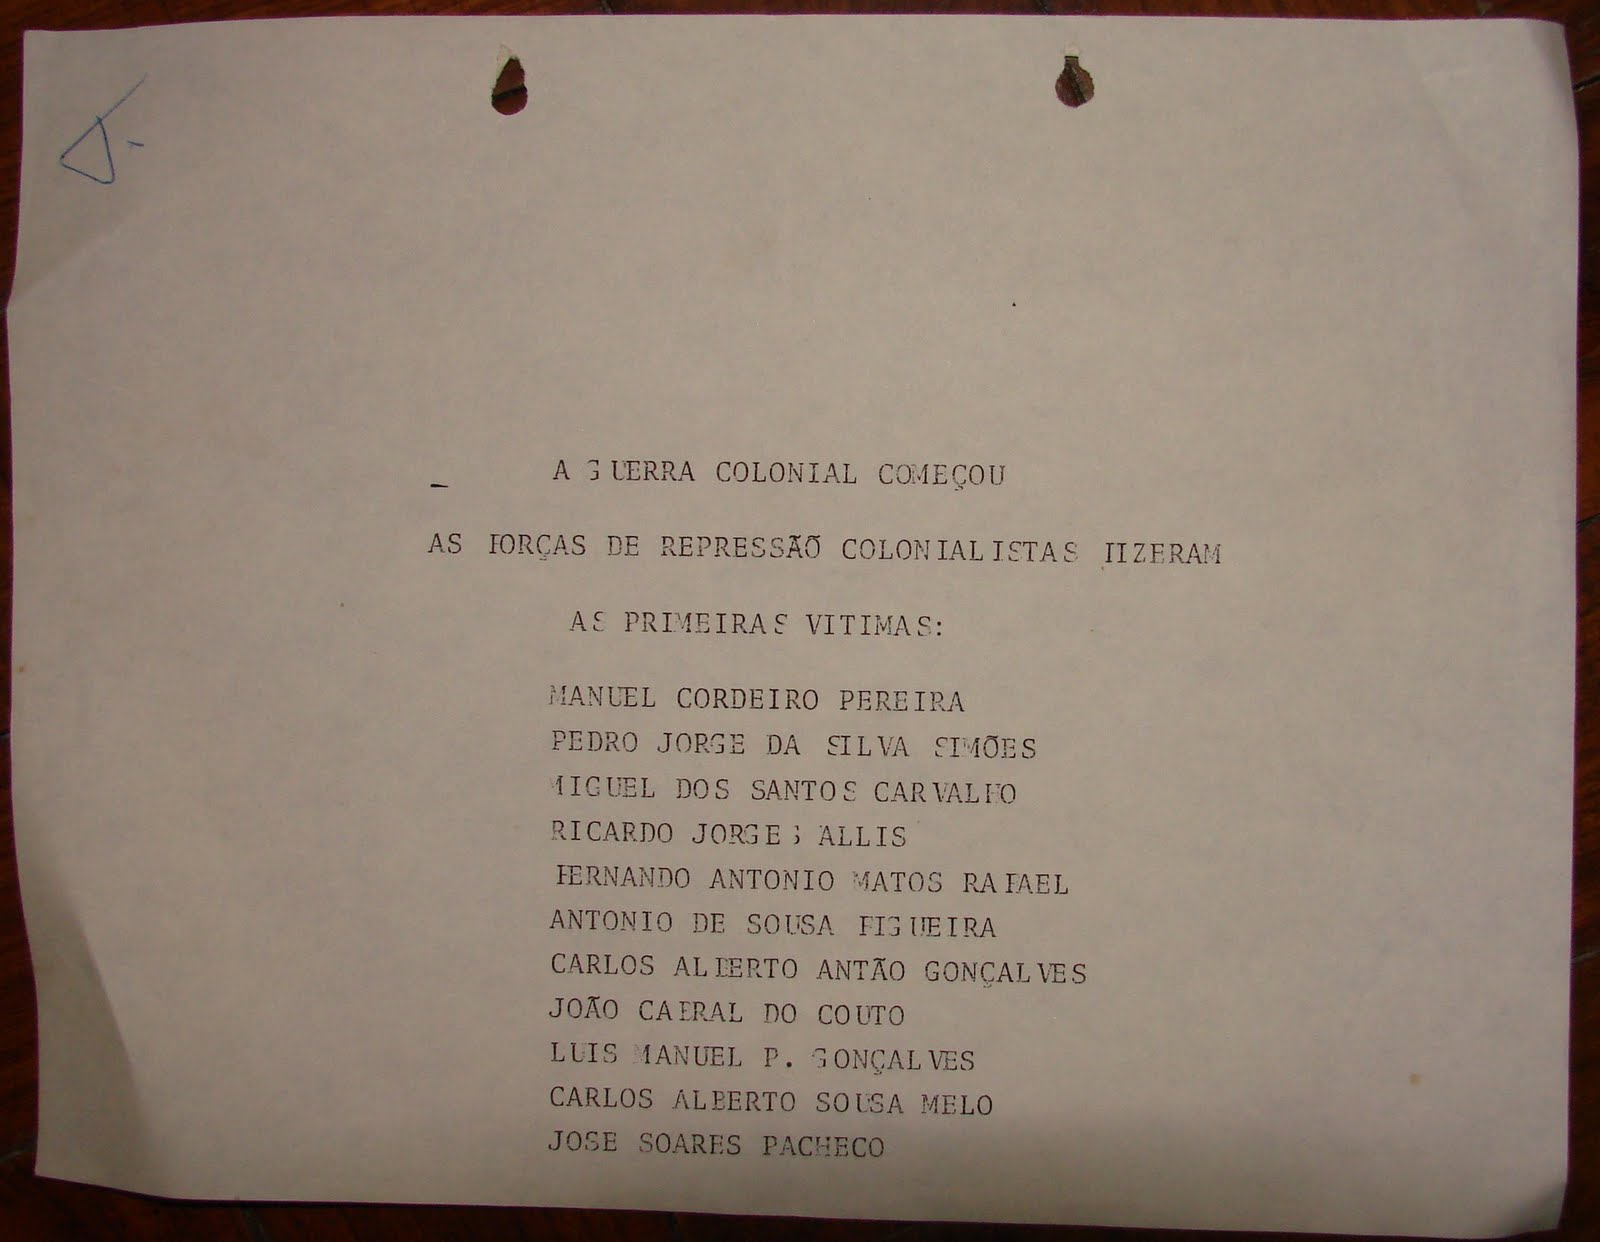 A GUERRA COLONIAL COMEÇOU
AS FORÇAS DE REPRESSÃO COLONIALISTAS FIZERAM
AS PRIMEIRAS VITIMAS:
MANUEL CORDEIRO PEREIRA
PEDRO JORGE DA SILVA SIMÕES
MIGUEL DOS SANTOS CARVALHO
RICARDO JORGE GALLIS
FERNANDO ANTONIO MATOS RAFAEL
ANTONIO DE SOUSA FIGUEIRA
CARLOS ALBERTO ANTÃO GONÇALVES
JOÃO CABRAL DO COUTO
LUIS MANUEL P. GONÇALVES
CARLOS ALBERTO SOUSA MELO
JOSE SOARES PACHECO